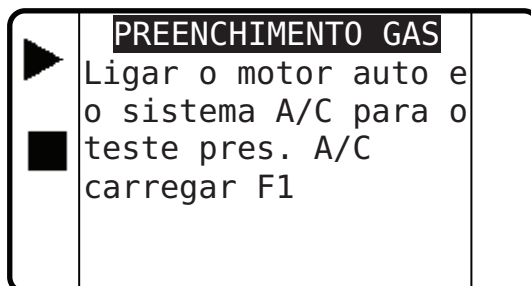 PREENCHIMENTO GAS
Ligar o motor auto e
o sistema A/C para o
teste pres. A/C
carregar F1